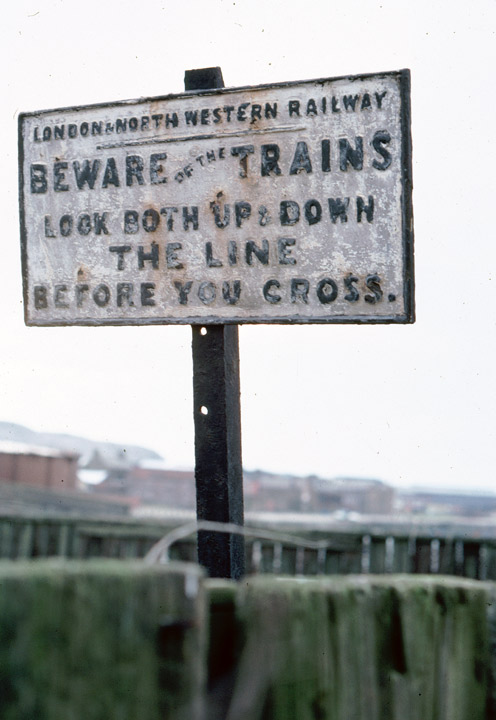 LONDON & NORTH WESTERN RAILWAY
BEWARE OF THE TRAINS
LOOK BOTH UP & DOWN
THE LINE
BEFORE YOU CROSS.